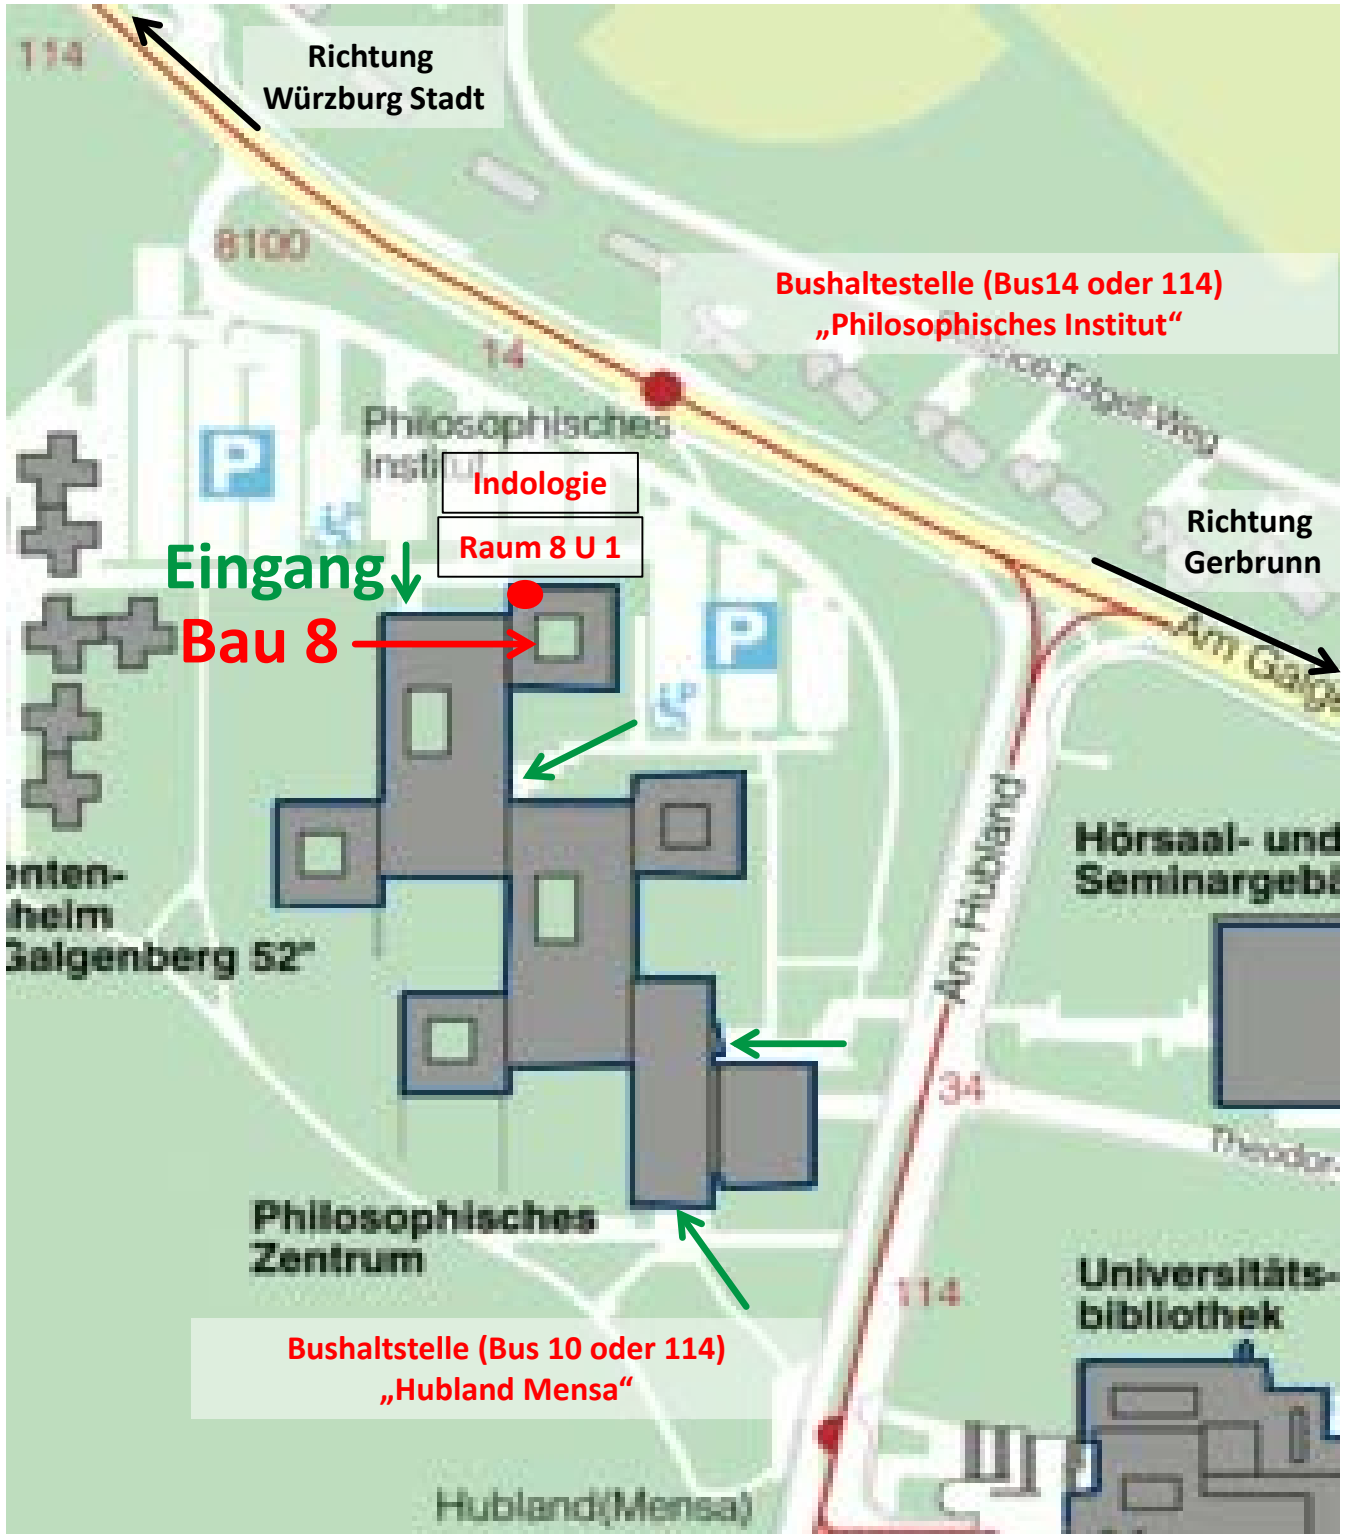 114
Richtung
Würzburg Stadt
8100
Bushaltestelle (Bus14 oder 114)
„Philosophisches Institut“
14
Philosophisches
P
Indologie
Raum 8 U 1
Richtung
Gerbrunn
Eingang
Bau 8
P
Am
Am Hubland
Hörsaal- und
Galgenberg 52"
34
Philosophisches
Zentrum
Universitäts-
bibliothek
114
Bushaltstelle (Bus 10 oder 114)
„Hubland Mensa“
Hubland(Mensa)